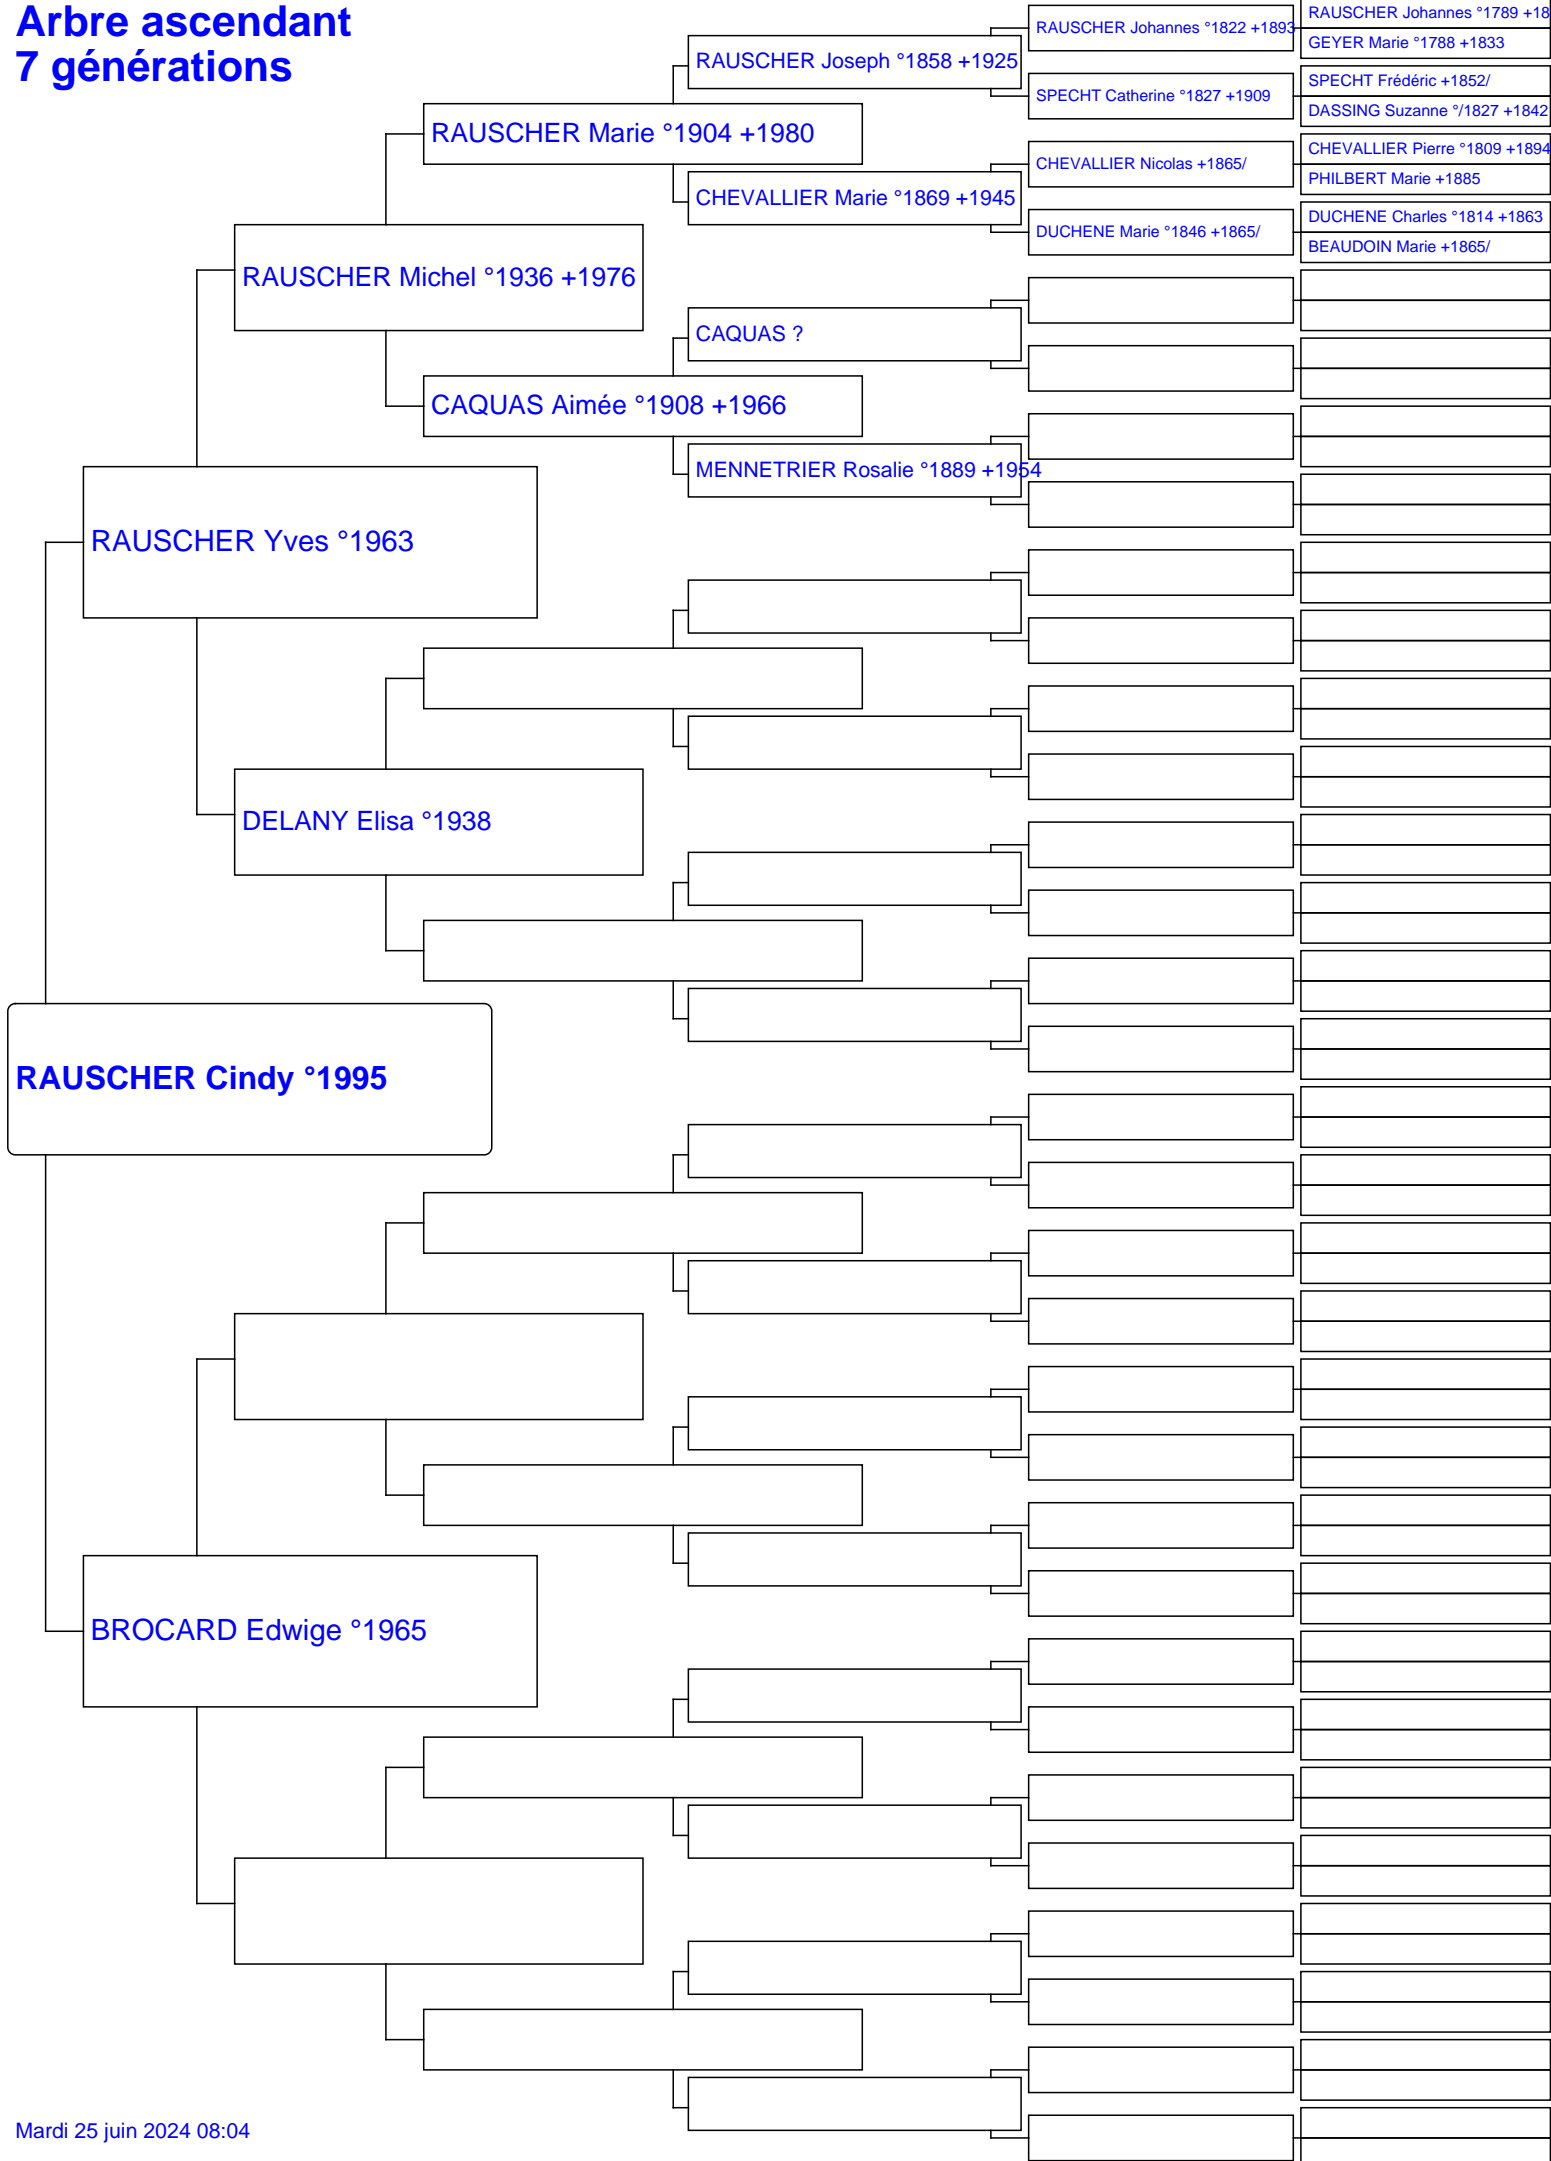 Arbre ascendant
7 générations
RAUSCHER Cindy °1995
RAUSCHER Yves °1963
BROCARD Edwige °1965
RAUSCHER Michel °1936 +1976
DELANY Elisa °1938
RAUSCHER Marie °1904 +1980
CAQUAS Aimée °1908 +1966
RAUSCHER Joseph °1858 +1925
CHEVALLIER Marie °1869 +1945
CAQUAS ?
MENNETRIER Rosalie °1889 +1954
RAUSCHER Johannes °1822 +1893
SPECHT Catherine °1827 +1909
CHEVALLIER Nicolas +1865/
DUCHENE Marie °1846 +1865/
RAUSCHER Johannes °1789 +18
GEYER Marie °1788 +1833
SPECHT Frédéric +1852/
DASSING Suzanne °/1827 +1842
CHEVALLIER Pierre °1809 +1894
PHILBERT Marie +1885
DUCHENE Charles °1814 +1863
BEAUDOIN Marie +1865/
Mardi 25 juin 2024 08:04